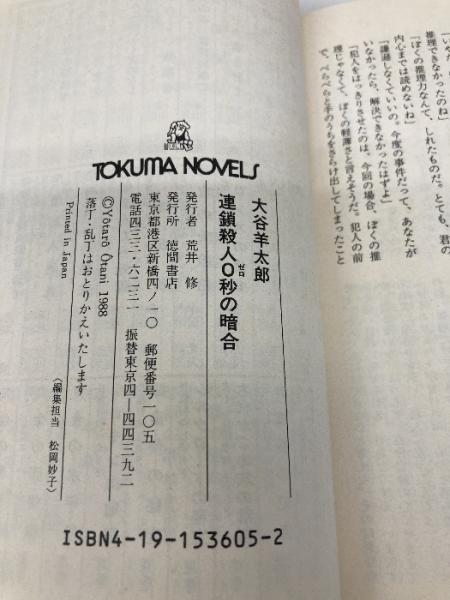 「ぼくの推理力なんて、しれたものだ。とても、君の
内心までは読めないね」
「謙遜しなくていいの。今度の事件だって、あなたが
いなかったら、解決できなかったはずよ」
「犯人をはっきりさせたのは、今回の場合、ぼくの推
理じゃなくて、ぼくの軽薄さと言えそうだ。犯人の前
で、べらべらと手のうちをさらけ出してしまったこと
TOKUMA NOVELS
大谷羊太郎
連鎖殺人0秒の暗合
ゼロ
発行者 荒井 修
発行所 徳間書店
東京都港区新橋四ノ一〇 郵便番号一〇五
電話四三三・六二三一 振替東京四—四四三九二
©Yōtarō Ōtani 1988
落丁・乱丁はおとりかえいたします
Printed in Japan
〈編集担当 松岡妙子〉
ISBN4-19-153605-2